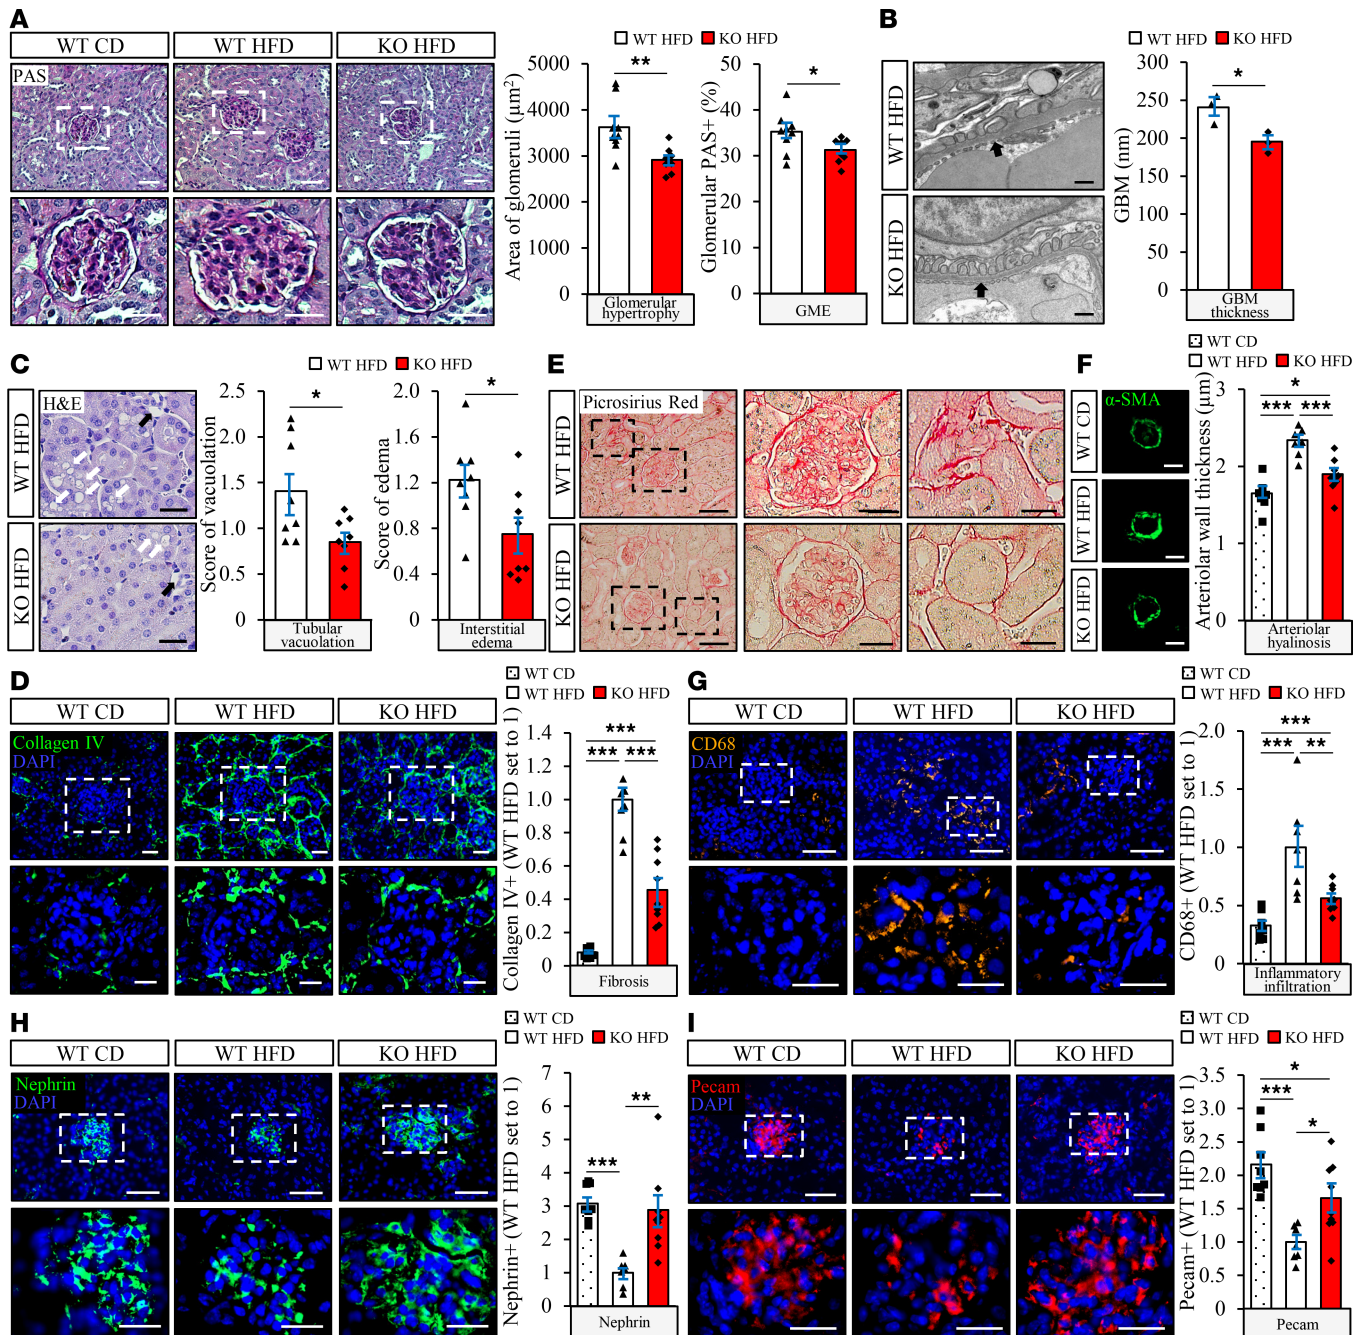 A
WT CD
WT HFD
KO HFD
PAS
WT HFD
KO HFD
Area of glomeruli (μm²)
5000
4000
3000
2000
1000
0
**
Glomerular
hypertrophy
Glomerular PAS+ (%)
50
40
30
20
10
0
*
GME
B
WT HFD
KO HFD
WT HFD
KO HFD
GBM (nm)
300
250
200
150
100
50
0
*
GBM
thickness
C
WT HFD
KO HFD
H&E
WT HFD
KO HFD
Score of vacuolation
2.5
2.0
1.5
1.0
0.5
0
*
Tubular
vacuolation
Score of edema
2.0
1.6
1.2
0.8
0.4
0
*
Interstitial
edema
E
WT HFD
KO HFD
Picrosirius Red
F
WT CD
WT HFD
KO HFD
α-SMA
WT CD
WT HFD
KO HFD
Arteriolar wall thickness (μm)
3
2
1
0
*
***
***
Arteriolar
hyalinosis
D
WT CD
WT HFD
KO HFD
Collagen IV
DAPI
WT CD
WT HFD
KO HFD
Collagen IV+ (WT HFD set to 1)
1.4
1.2
1.0
0.8
0.6
0.4
0.2
0
***
***
***
Fibrosis
G
WT CD
WT HFD
KO HFD
CD68
DAPI
WT CD
WT HFD
KO HFD
CD68+ (WT HFD set to 1)
2.0
1.5
1.0
0.5
0
***
***
**
Inflammatory
infiltration
H
WT CD
WT HFD
KO HFD
Nephrin
DAPI
WT CD
WT HFD
KO HFD
Nephrin+ (WT HFD set to 1)
7
6
5
4
3
2
1
0
**
***
Nephrin
I
WT CD
WT HFD
KO HFD
Pecam
DAPI
WT CD
WT HFD
KO HFD
Pecam+ (WT HFD set to 1)
3.5
3.0
2.5
2.0
1.5
1.0
0.5
0
*
***
*
Pecam